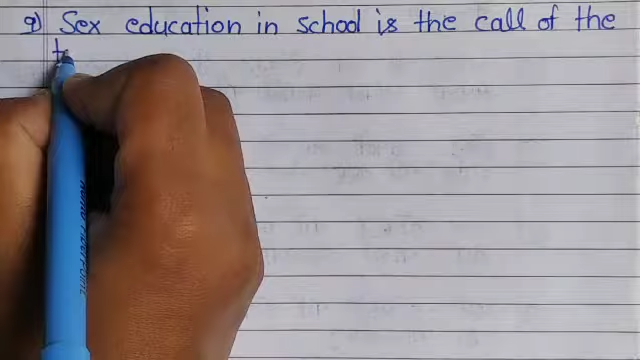 9) Sex education in school is the call of the